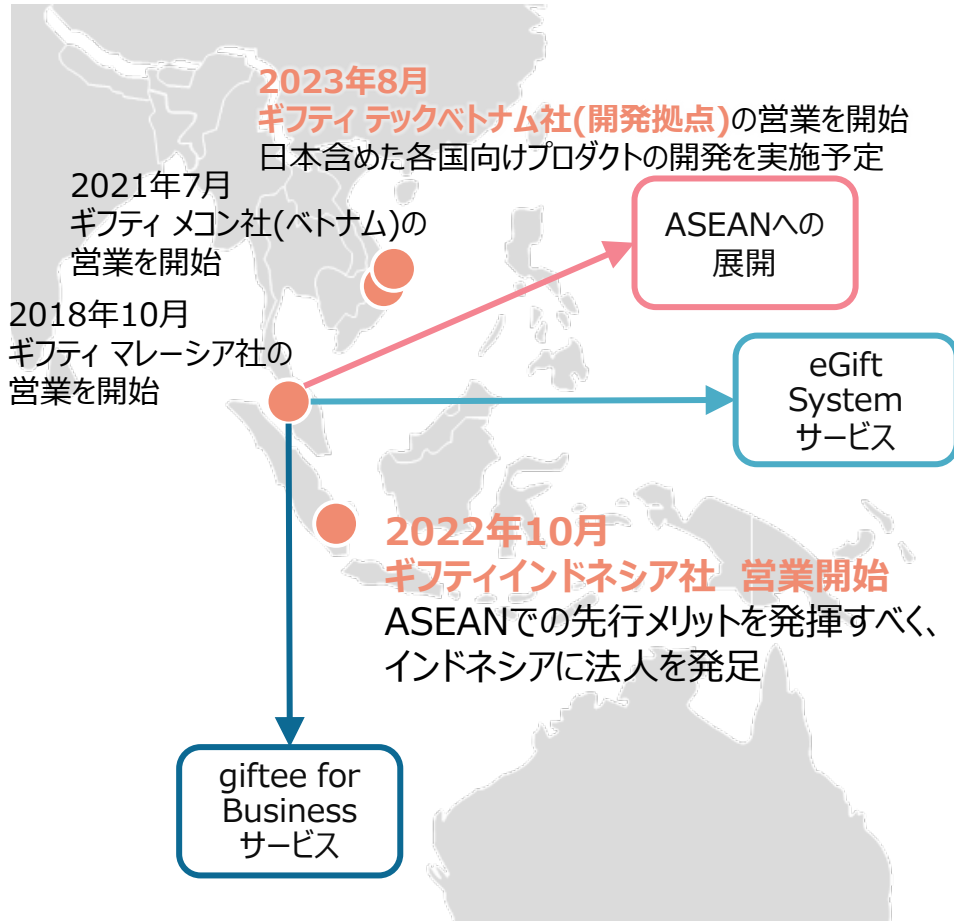 2023年8月
ギフティ テックベトナム社(開発拠点)の営業を開始
日本含めた各国向けプロダクトの開発を実施予定
2021年7月
ギフティ メコン社(ベトナム)の
営業を開始
ASEANへの
展開
2018年10月
ギフティ マレーシア社の
営業を開始
eGift
System
サービス
2022年10月
ギフティインドネシア社 営業開始
ASEANでの先行メリットを発揮すべく、
インドネシアに法人を発足
giftee for
Business
サービス